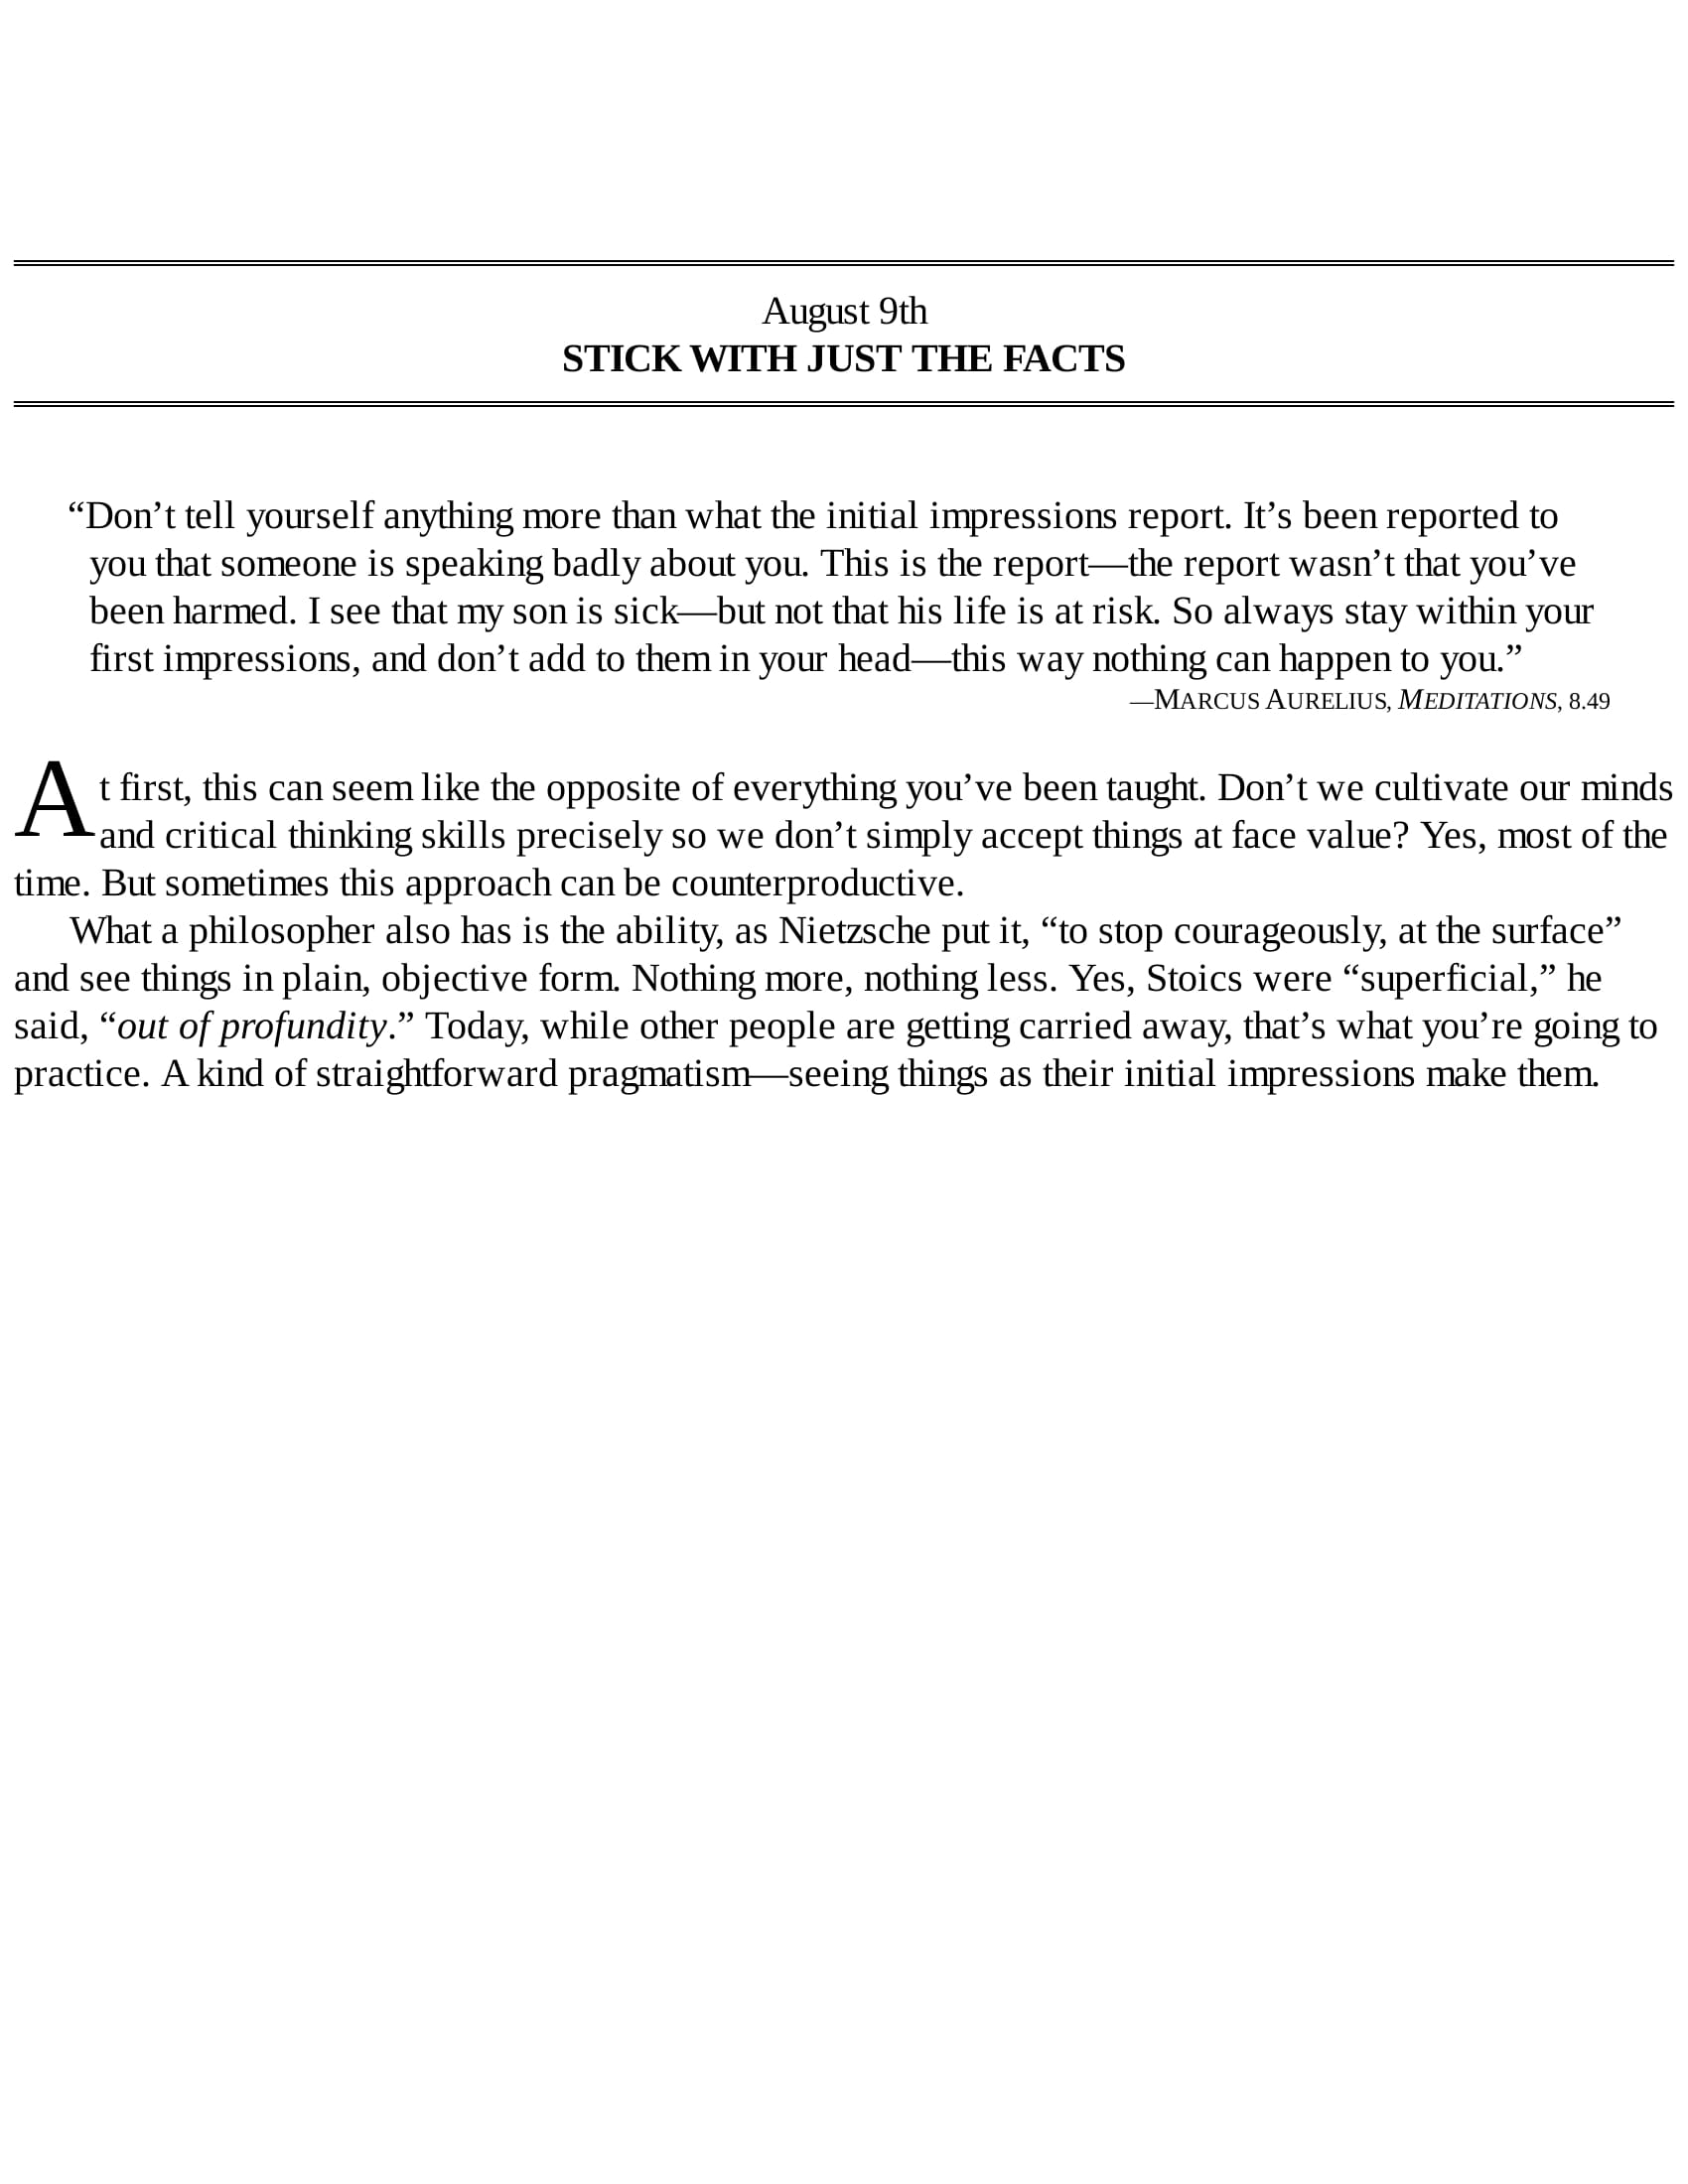 August 9th
STICK WITH JUST THE FACTS
“Don’t tell yourself anything more than what the initial impressions report. It’s been reported to
you that someone is speaking badly about you. This is the report—the report wasn’t that you’ve
been harmed. I see that my son is sick—but not that his life is at risk. So always stay within your
first impressions, and don’t add to them in your head—this way nothing can happen to you.”
—MARCUS AURELIUS, MEDITATIONS, 8.49
At first, this can seem like the opposite of everything you’ve been taught. Don’t we cultivate our minds
and critical thinking skills precisely so we don’t simply accept things at face value? Yes, most of the
time. But sometimes this approach can be counterproductive.
What a philosopher also has is the ability, as Nietzsche put it, “to stop courageously, at the surface”
and see things in plain, objective form. Nothing more, nothing less. Yes, Stoics were “superficial,” he
said, “out of profundity.” Today, while other people are getting carried away, that’s what you’re going to
practice. A kind of straightforward pragmatism—seeing things as their initial impressions make them.